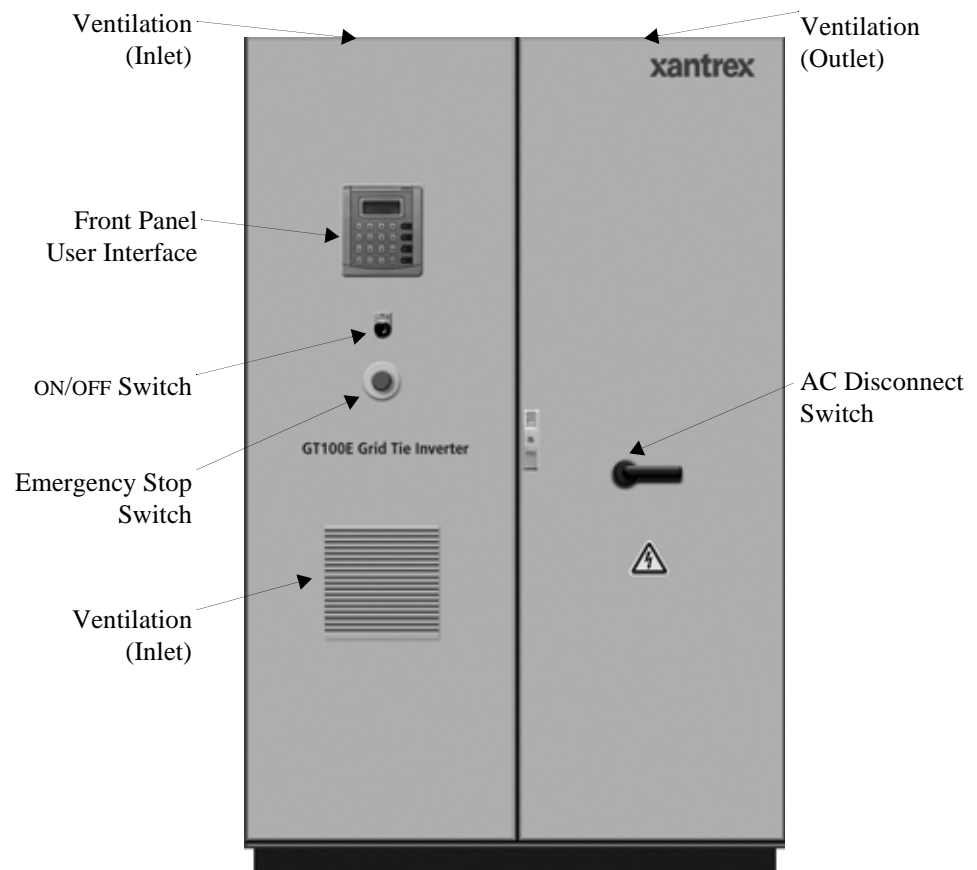 Ventilation
(Inlet)
Ventilation
(Outlet)
xantrex
Front Panel
User Interface
ON/OFF Switch
AC Disconnect
Switch
GT100E Grid Tie Inverter
Emergency Stop
Switch
Ventilation
(Inlet)